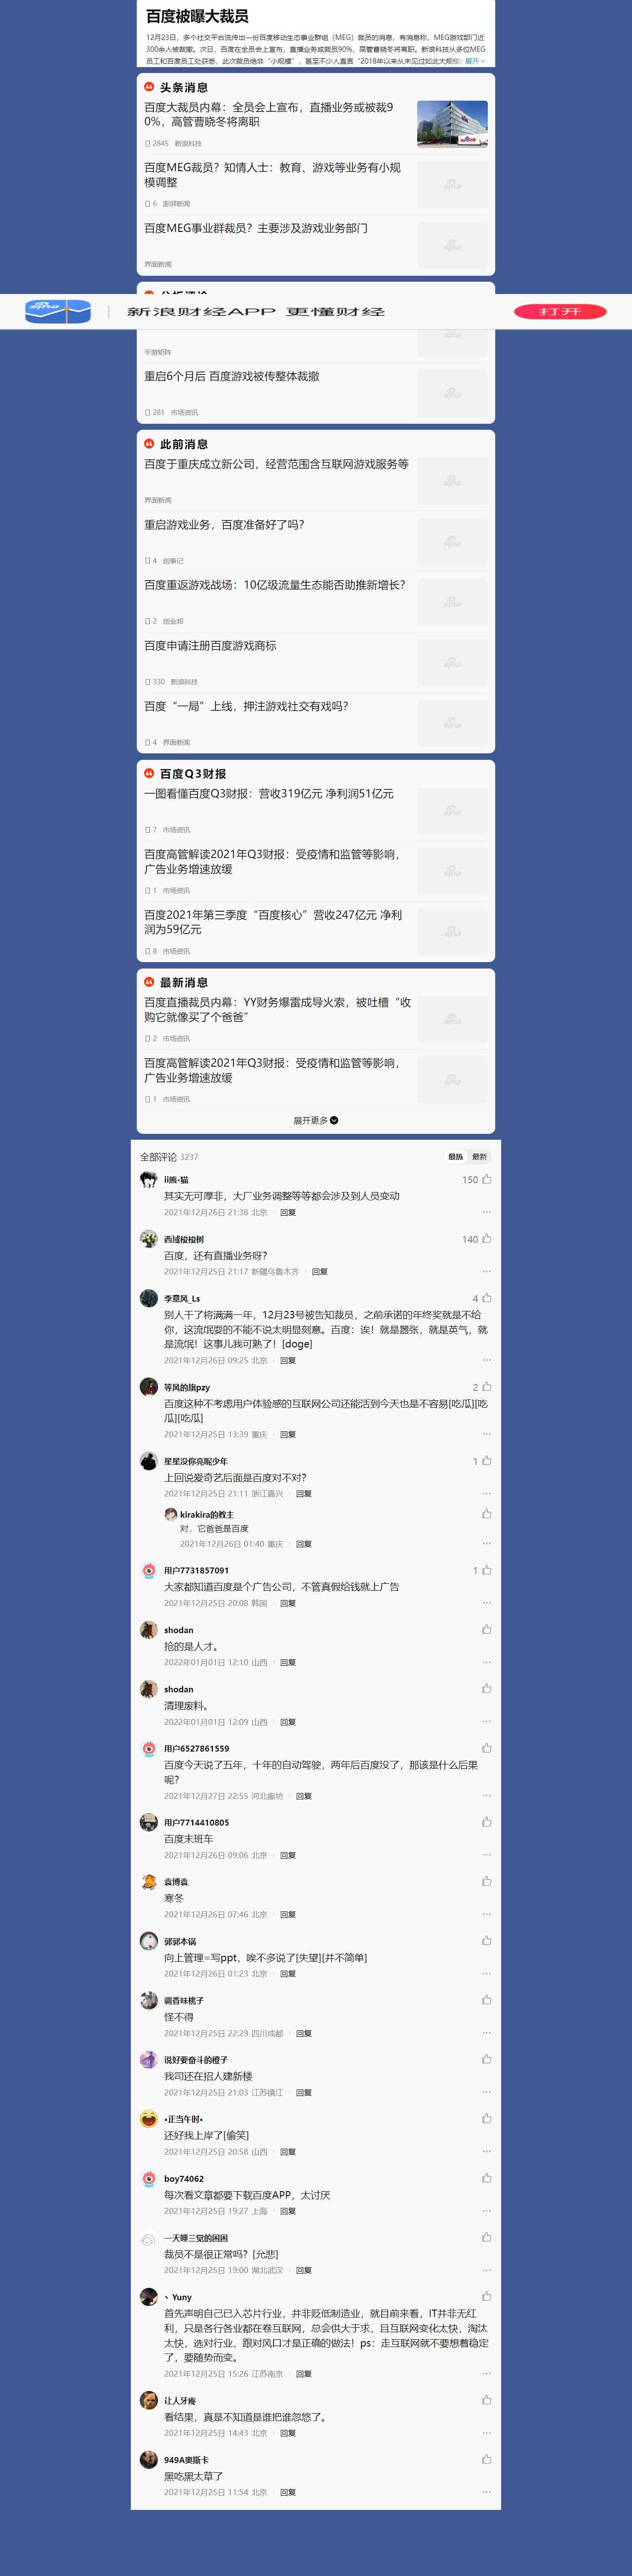 百度被曝大裁员
12月23日，多个社交平台流传出一份百度移动生态事业群组（MEG）裁员的消息，有消息称，MEG游戏部门近
300余人被裁撤。次日，百度在全员会上宣布，直播业务或裁员90%，高管曹晓冬将离职。新浪科技从多位MEG
员工和百度员工处获悉，此次裁员绝非“小规模”，甚至不少人直言“2018年以来从未见过如此大规模 展开
头条消息
百度大裁员内幕：全员会上宣布，直播业务或被裁9
0%，高管曹晓冬将离职
2845 新浪科技
百度MEG裁员？知情人士：教育、游戏等业务有小规
模调整
6 澎湃新闻
百度MEG事业群裁员？主要涉及游戏业务部门
界面新闻
新浪财经APP 更懂财经
打开
手游矩阵
重启6个月后 百度游戏被传整体裁撤
281 市场资讯
此前消息
百度于重庆成立新公司，经营范围含互联网游戏服务等
界面新闻
重启游戏业务，百度准备好了吗？
4 创事记
百度重返游戏战场：10亿级流量生态能否助推新增长？
2 创业邦
百度申请注册百度游戏商标
330 新浪科技
百度“一局”上线，押注游戏社交有戏吗？
4 界面新闻
百度Q3财报
一图看懂百度Q3财报：营收319亿元 净利润51亿元
7 市场资讯
百度高管解读2021年Q3财报：受疫情和监管等影响，
广告业务增速放缓
1 市场资讯
百度2021年第三季度“百度核心”营收247亿元 净利
润为59亿元
8 市场资讯
最新消息
百度直播裁员内幕：YY财务爆雷成导火索，被吐槽“收
购它就像买了个爸爸”
2 市场资讯
百度高管解读2021年Q3财报：受疫情和监管等影响，
广告业务增速放缓
1 市场资讯
展开更多
全部评论 3237 最热 最新
ii熊-猫 150
其实无可厚非，大厂业务调整等等都会涉及到人员变动
2021年12月26日 21:38 北京 · 回复
西域梭梭树 140
百度，还有直播业务呀？
2021年12月25日 21:17 新疆乌鲁木齐 · 回复
李意风_Ls 4
别人干了将满满一年，12月23号被告知裁员，之前承诺的年终奖就是不给
你，这流氓耍的不能不说太明显刻意。百度：诶！就是嚣张，就是英气，就
是流氓！这事儿我可熟了！[doge]
2021年12月26日 09:25 北京 · 回复
等风的旗pzy 2
百度这种不考虑用户体验感的互联网公司还能活到今天也是不容易[吃瓜][吃
瓜][吃瓜]
2021年12月25日 13:39 重庆 · 回复
星星没你亮呢少年 1
上回说爱奇艺后面是百度对不对？
2021年12月25日 21:11 浙江嘉兴 · 回复
kirakira的教主
对，它爸爸是百度
2021年12月26日 01:40 重庆 · 回复
用户7731857091 1
大家都知道百度是个广告公司，不管真假给钱就上广告
2021年12月25日 20:08 韩国 · 回复
shodan
抢的是人才。
2022年01月01日 12:10 山西 · 回复
shodan
清理废料。
2022年01月01日 12:09 山西 · 回复
用户6527861559
百度今天说了五年，十年的自动驾驶，两年后百度没了，那该是什么后果
呢？
2021年12月27日 22:55 河北廊坊 · 回复
用户7714410805
百度末班车
2021年12月26日 09:06 北京 · 回复
袁博袁
寒冬
2021年12月26日 07:46 北京 · 回复
郭郭本锅
向上管理=写ppt，唉不多说了[失望][并不简单]
2021年12月26日 01:23 北京 · 回复
调香味桃子
怪不得
2021年12月25日 22:29 四川成都 · 回复
说好要奋斗的橙子
我司还在招人建新楼
2021年12月25日 21:03 江苏镇江 · 回复
•正当午时•
还好我上岸了[偷笑]
2021年12月25日 20:58 山西 · 回复
boy74062
每次看文章都要下载百度APP，太讨厌
2021年12月25日 19:27 上海 · 回复
一天睡三觉的困困
裁员不是很正常吗？[允悲]
2021年12月25日 19:00 湖北武汉 · 回复
丶Yuny
首先声明自己已入芯片行业，并非贬低制造业，就目前来看，IT并非无红
利，只是各行各业都在卷互联网，总会供大于求，且互联网变化太快，淘汰
太快，选对行业、跟对风口才是正确的做法！ps：走互联网就不要想着稳定
了，要随势而变。
2021年12月25日 15:26 江苏南京 · 回复
让人牙疼
看结果，真是不知道是谁把谁忽悠了。
2021年12月25日 14:43 北京 · 回复
949A奥斯卡
黑吃黑太草了
2021年12月25日 11:54 北京 · 回复